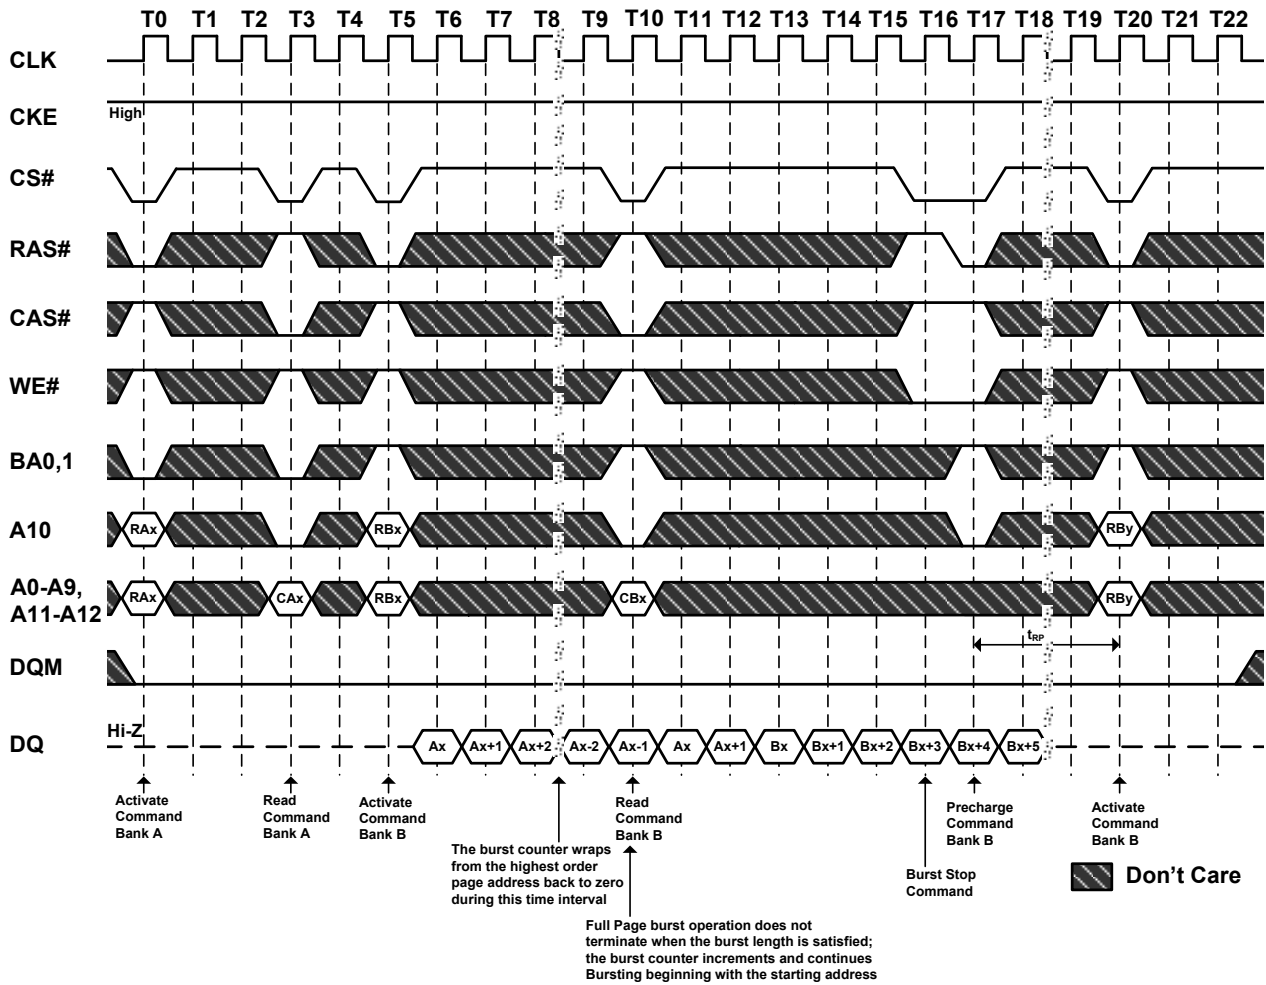 T0 T1 T2 T3 T4 T5 T6 T7 T8 T9 T10 T11 T12 T13 T14 T15 T16 T17 T18 T19 T20 T21 T22
CLK
CKE
High
CS#
RAS#
CAS#
WE#
BA0,1
A10
RAx RBx RBy
A0-A9,
A11-A12
RAx CAx RBx CBx RBy
tRP
DQM
Hi-Z
DQ
Ax Ax+1 Ax+2 Ax-2 Ax-1 Ax Ax+1 Bx Bx+1 Bx+2 Bx+3 Bx+4 Bx+5
Activate
Command
Bank A
Read
Command
Bank A
Activate
Command
Bank B
The burst counter wraps
from the highest order
page address back to zero
during this time interval
Read
Command
Bank B
Full Page burst operation does not
terminate when the burst length is satisfied;
the burst counter increments and continues
Bursting beginning with the starting address
Burst Stop
Command
Precharge
Command
Bank B
Activate
Command
Bank B
Don't Care